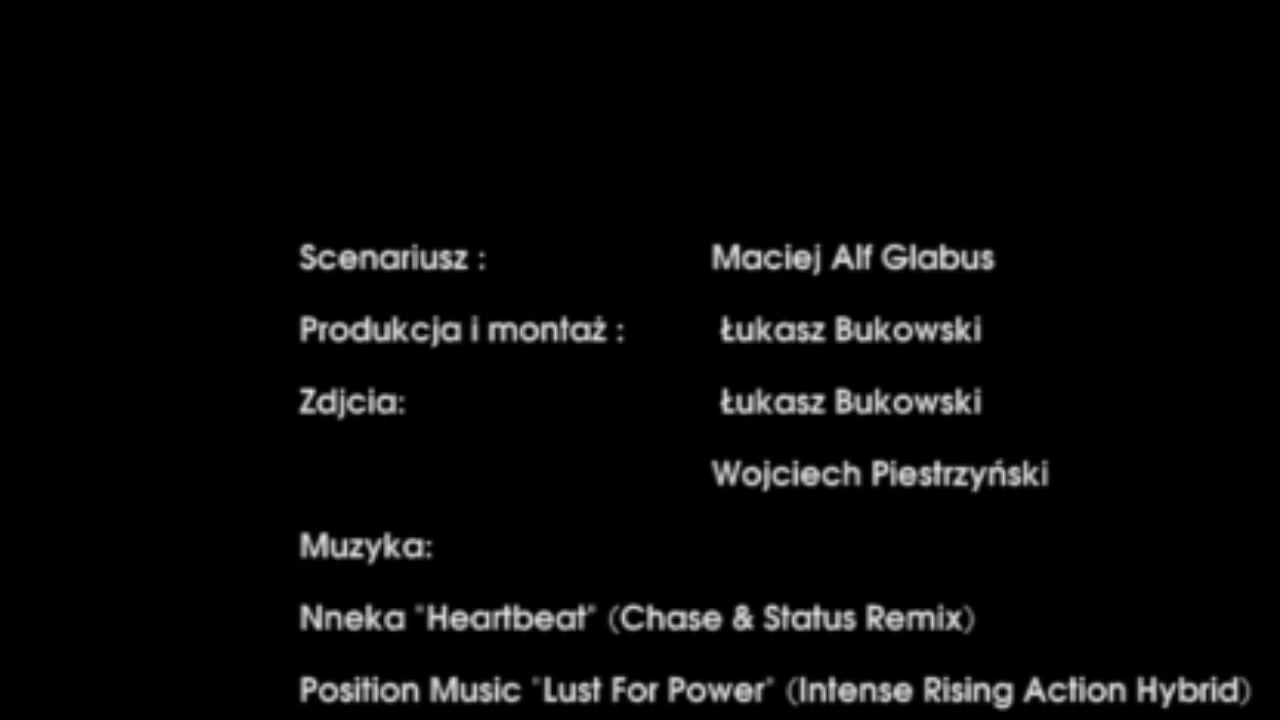 Scenariusz : Maciej Alf Glabus
Produkcja i montaż : Łukasz Bukowski
Zdjcia: Łukasz Bukowski
Wojciech Piestrzyński
Muzyka:
Nneka "Heartbeat" (Chase & Status Remix)
Position Music "Lust For Power" (Intense Rising Action Hybrid)